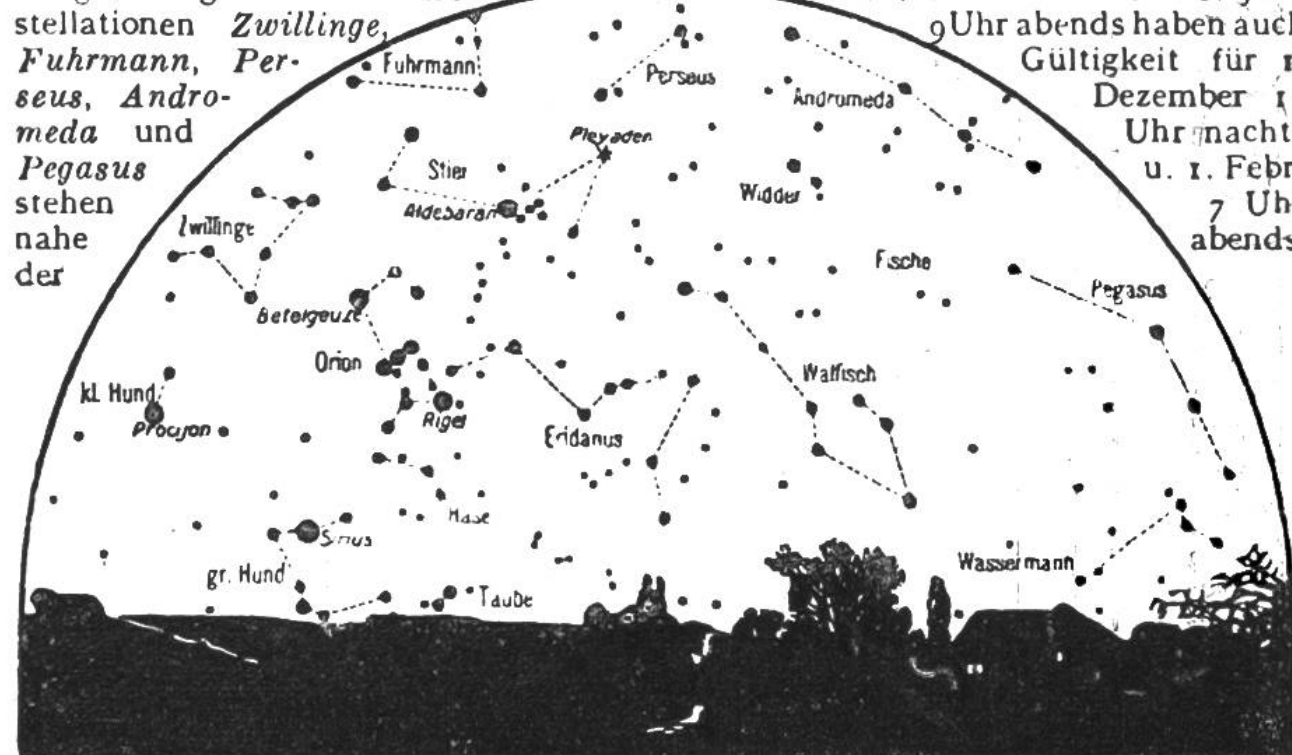 stellationen Zwillinge,
Fuhrmann, Per-
seus, Andro-
meda und
Pegasus
stehen
nahe
der
9 Uhr abends haben auch
Gültigkeit für
Dezember
Uhr nacht
u. 1. Febr
7 Uh
abends
Fuhrmann
Perseus
Andromeda
Pleyaden
Stier
Aldebaran
Widder
Zwillinge
Fische
Pegasus
Beteigeuze
Orion
Walfisch
kl. Hund
Procyon
Rigel
Eridanus
Hase
Sirius
gr. Hund
Taube
Wassermann